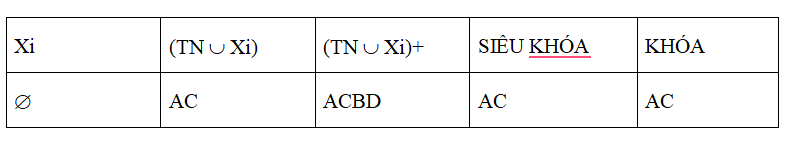 Xi (TN ∪ Xi) (TN ∪ Xi)+ SIÊU KHÓA KHÓA
∅ AC ACBD AC AC